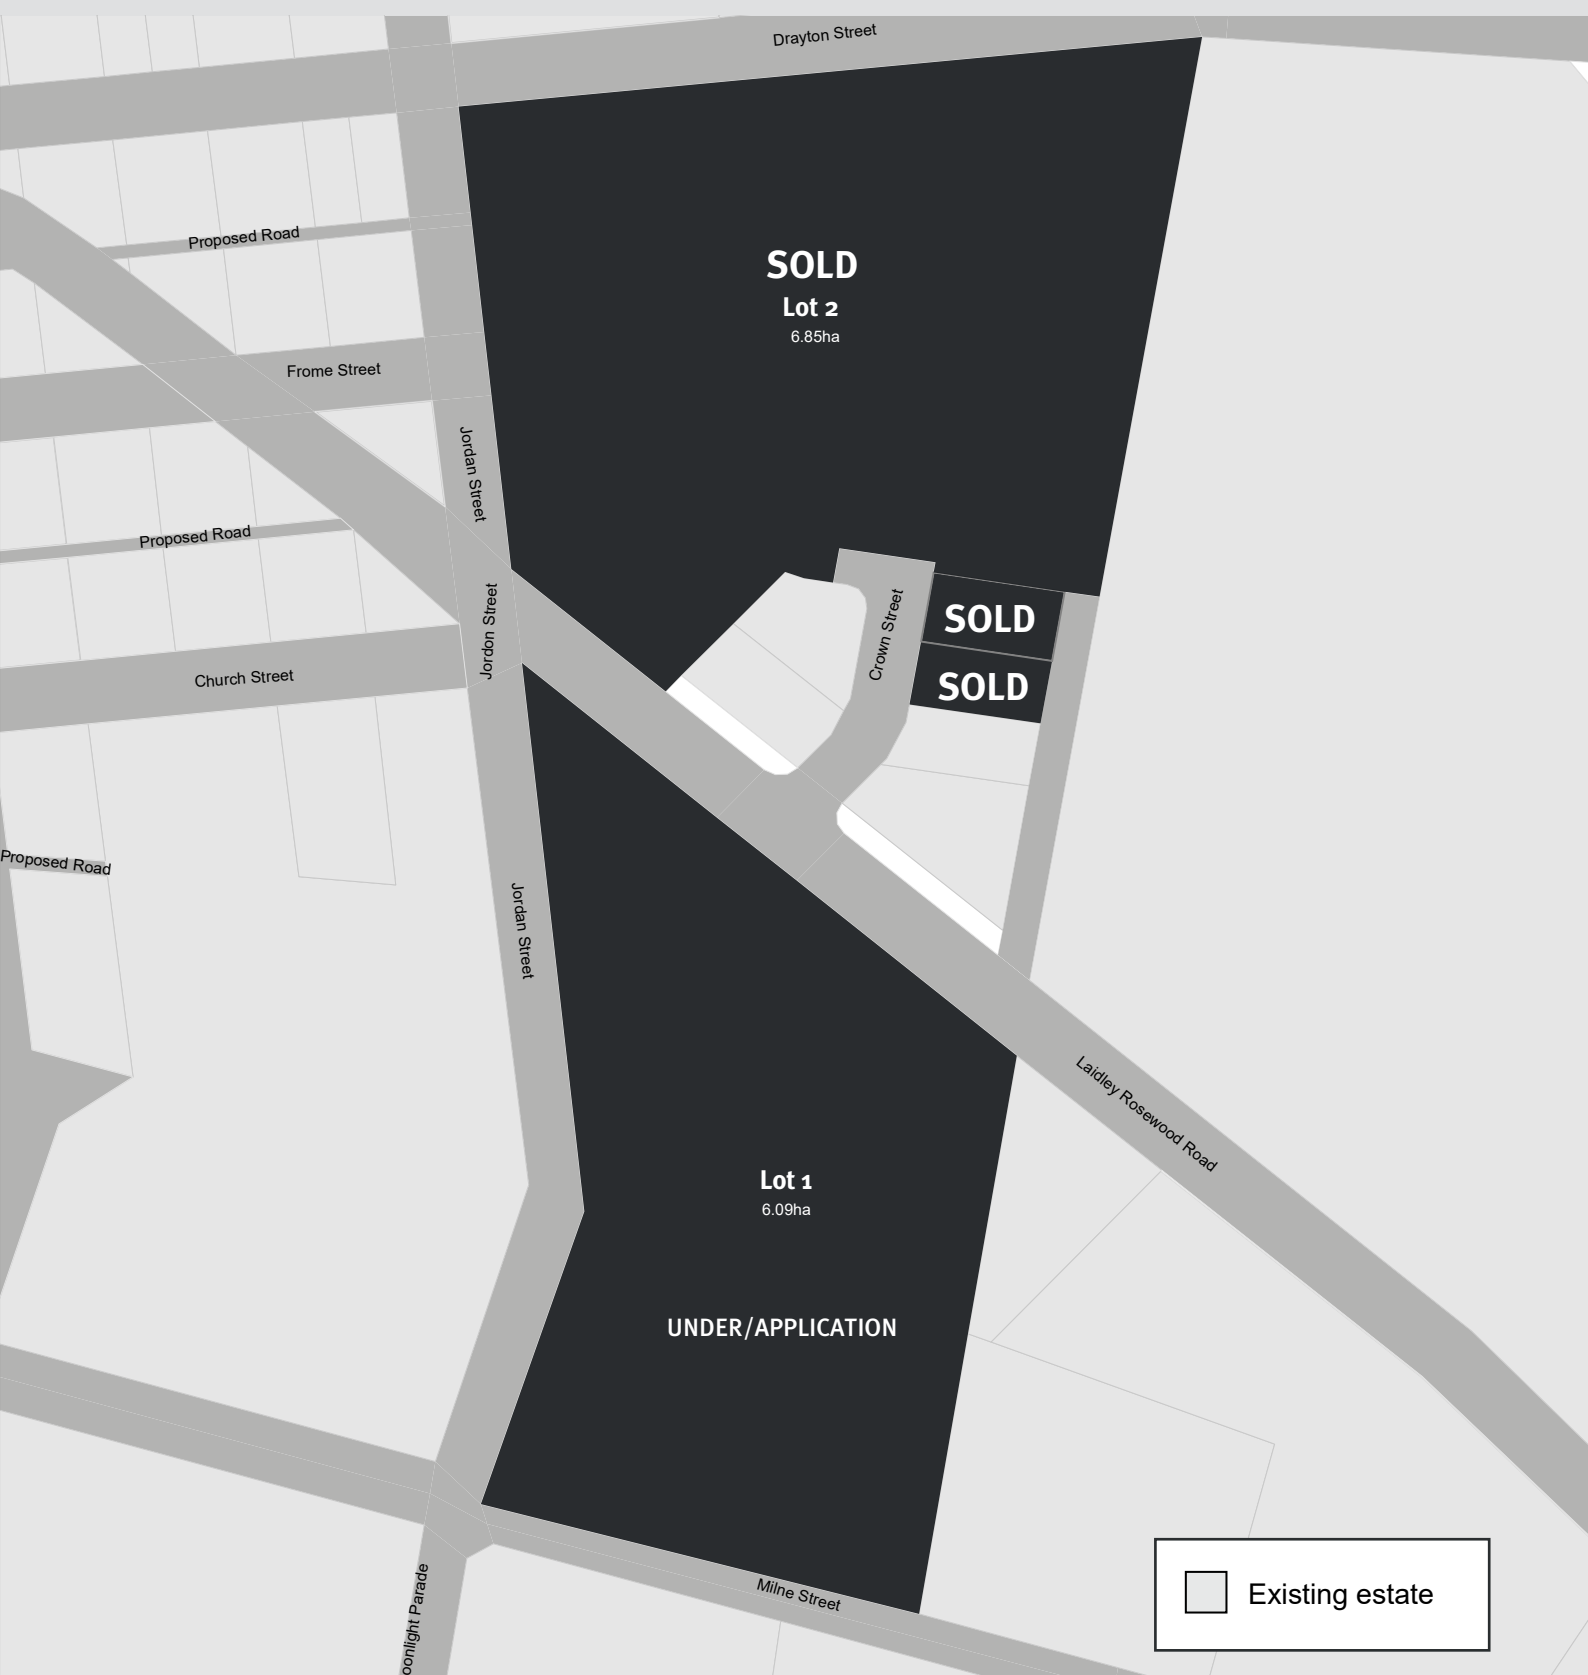 Drayton Street
Proposed Road
SOLD
Lot 2
6.85ha
Frome Street
Jordan Street
Proposed Road
Jordon Street
Crown Street
SOLD
SOLD
Church Street
Proposed Road
Jordan Street
Laidley Rosewood Road
Lot 1
6.09ha
UNDER/APPLICATION
Milne Street
oonlight Parade
Existing estate